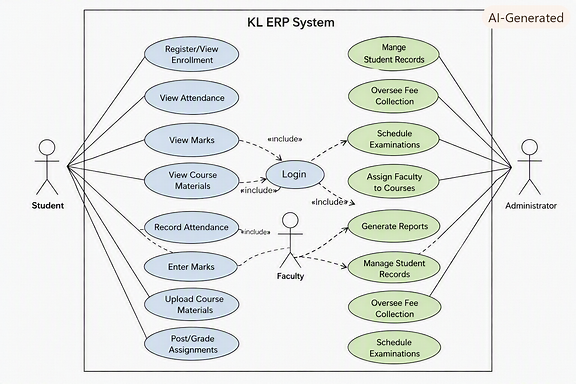 AI-Generated
KL ERP System
Register/View
Enrollment
View Attendance
View Marks
View Course
Materials
Record Attendance
Enter Marks
Upload Course
Materials
Post/Grade
Assignments
Student
«include»
Login
«include»
«Include»
«include»
Faculty
Mange
Student Records
Oversee Fee
Collection
Schedule
Examinations
Assign Faculty
to Courses
Generate Reports
Manage Student
Records
Oversee Fee
Collection
Schedule
Examinations
Administrator